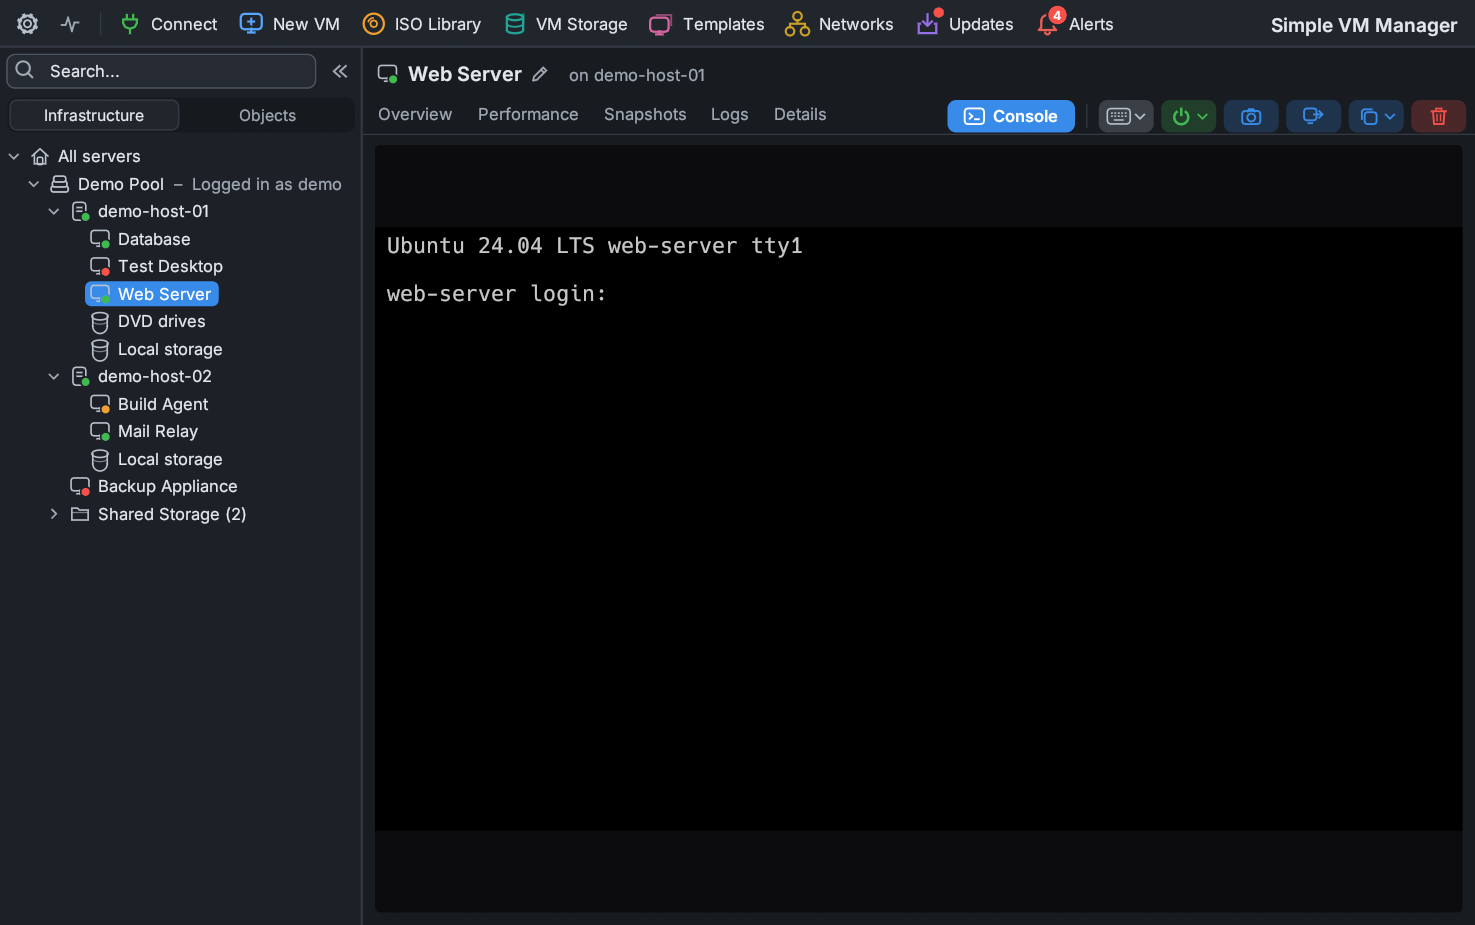 Connect New VM ISO Library VM Storage Templates Networks Updates 4 Alerts Simple VM Manager
Search...
Infrastructure Objects
All servers
Demo Pool – Logged in as demo
demo-host-01
Database
Test Desktop
Web Server
DVD drives
Local storage
demo-host-02
Build Agent
Mail Relay
Local storage
Backup Appliance
Shared Storage (2)
Web Server on demo-host-01
Overview Performance Snapshots Logs Details Console
Ubuntu 24.04 LTS web-server tty1
web-server login: